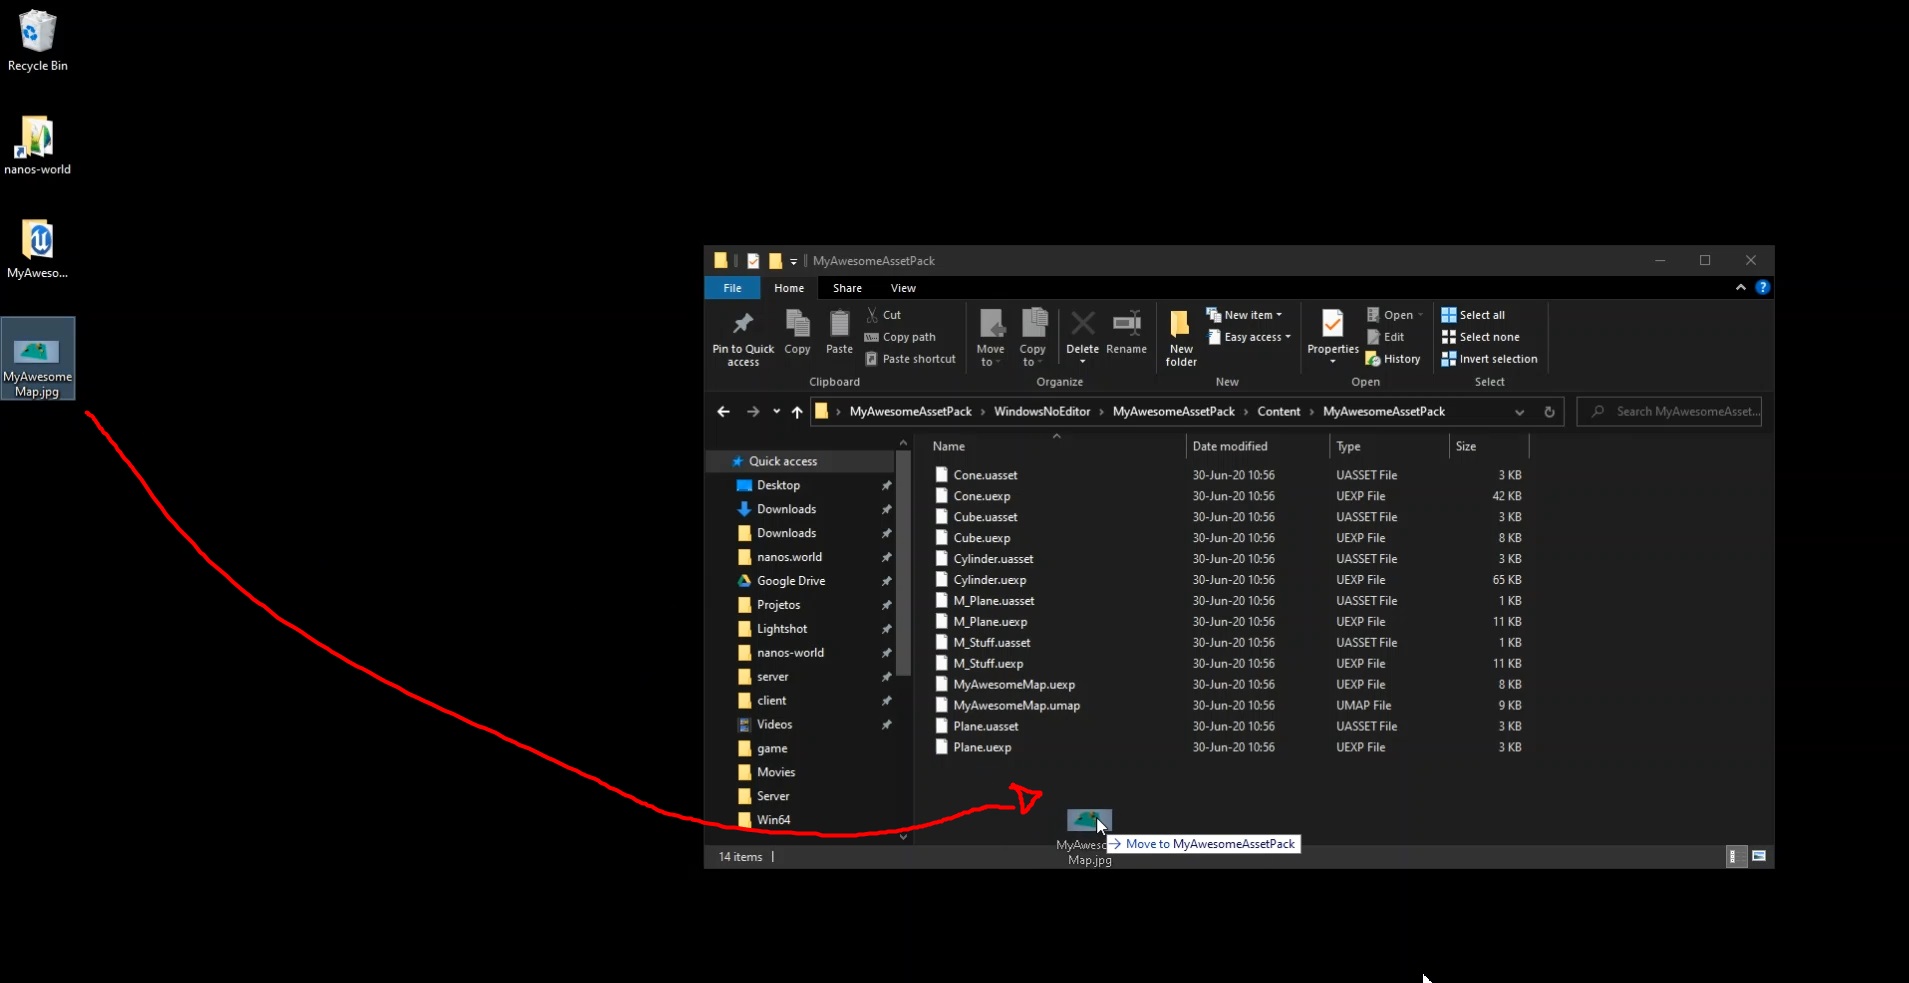 Recycle Bin
nanos-world
MyAweso...
MyAwesome
Map.jpg
MyAwesomeAssetPack
File Home Share View
Pin to Quick
access
Copy
Paste
Cut
Copy path
Paste shortcut
Clipboard
Move
to
Copy
to
Delete
Rename
Organize
New
folder
New item
Easy access
New
Properties
Open
Edit
History
Open
Select all
Select none
Invert selection
Select
MyAwesomeAssetPack › WindowsNoEditor › MyAwesomeAssetPack › Content › MyAwesomeAssetPack
Search MyAwesomeAsset...
Quick access
Desktop
Downloads
Downloads
nanos.world
Google Drive
Projetos
Lightshot
nanos-world
server
client
Videos
game
Movies
Server
Win64
Name Date modified Type Size
Cone.uasset 30-Jun-20 10:56 UASSET File 3 KB
Cone.uexp 30-Jun-20 10:56 UEXP File 42 KB
Cube.uasset 30-Jun-20 10:56 UASSET File 3 KB
Cube.uexp 30-Jun-20 10:56 UEXP File 8 KB
Cylinder.uasset 30-Jun-20 10:56 UASSET File 3 KB
Cylinder.uexp 30-Jun-20 10:56 UEXP File 65 KB
M_Plane.uasset 30-Jun-20 10:56 UASSET File 1 KB
M_Plane.uexp 30-Jun-20 10:56 UEXP File 11 KB
M_Stuff.uasset 30-Jun-20 10:56 UASSET File 1 KB
M_Stuff.uexp 30-Jun-20 10:56 UEXP File 11 KB
MyAwesomeMap.uexp 30-Jun-20 10:56 UEXP File 8 KB
MyAwesomeMap.umap 30-Jun-20 10:56 UMAP File 9 KB
Plane.uasset 30-Jun-20 10:56 UASSET File 3 KB
Plane.uexp 30-Jun-20 10:56 UEXP File 3 KB
MyAwesc
Map.jpg
→ Move to MyAwesomeAssetPack
14 items